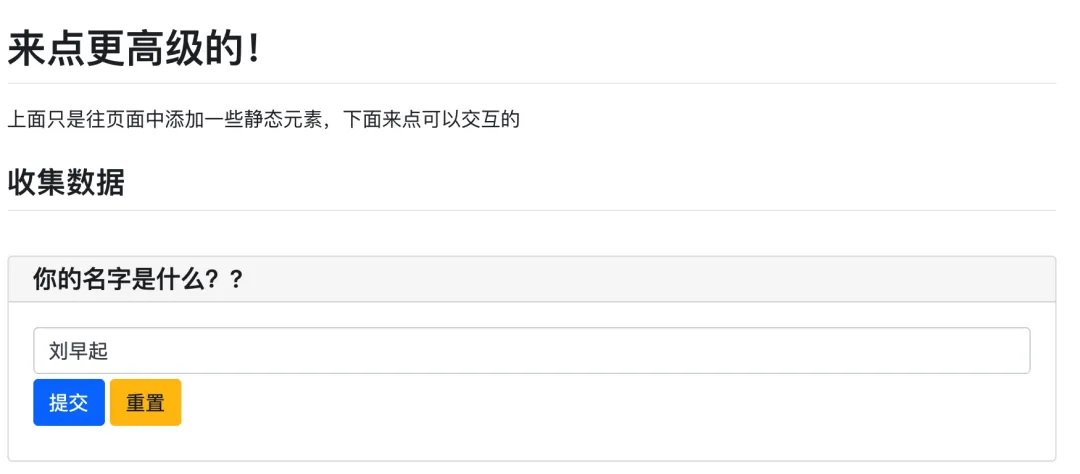 来点更高级的！
上面只是往页面中添加一些静态元素，下面来点可以交互的
收集数据
你的名字是什么？？
刘早起
提交 重置